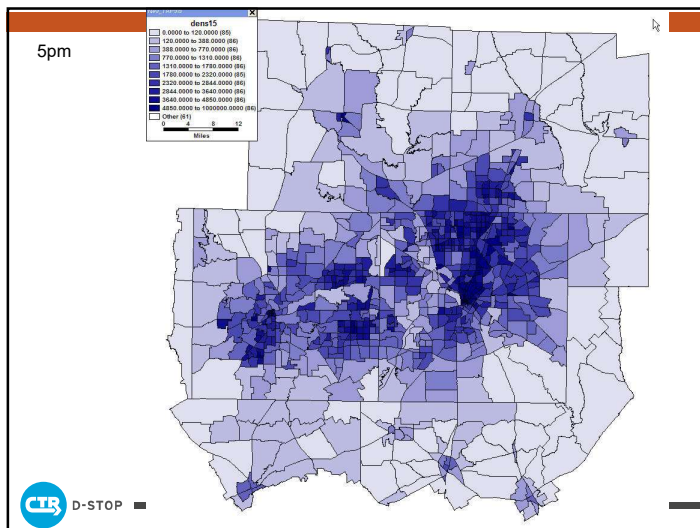 5pm
dens15
0.0000 to 120.0000 (85)
120.0000 to 388.0000 (86)
388.0000 to 770.0000 (86)
770.0000 to 1310.0000 (86)
1310.0000 to 1780.0000 (86)
1780.0000 to 2320.0000 (85)
2320.0000 to 2844.0000 (86)
2844.0000 to 3640.0000 (86)
3640.0000 to 4850.0000 (86)
4850.0000 to 1000000.0000 (86)
Other (61)
0 4 8 12
Miles
CTR D-STOP